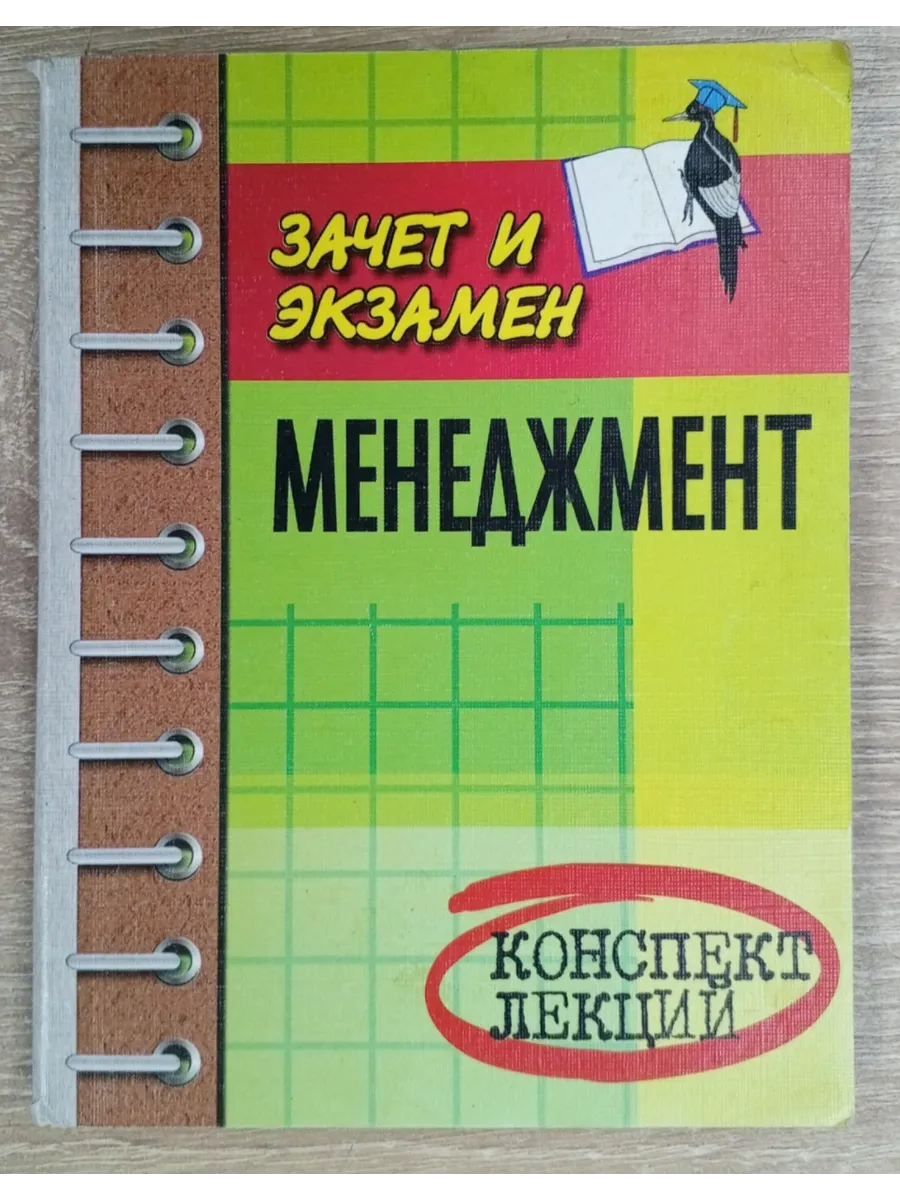 ЗАЧЕТ И
ЭКЗАМЕН
МЕНЕДЖМЕНТ
КОНСПЕКТ
ЛЕКЦИЙ